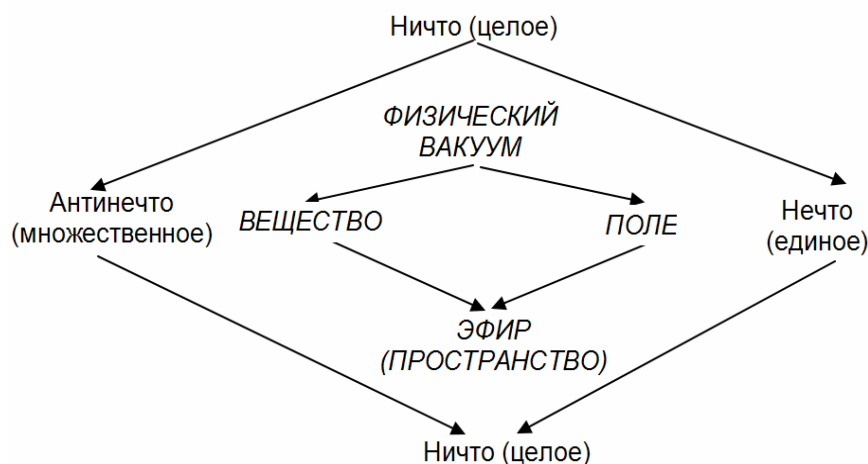 Ничто (целое)
ФИЗИЧЕСКИЙ
ВАКУУМ
Антинечто
(множественное)
ВЕЩЕСТВО
ПОЛЕ
Нечто
(единое)
ЭФИР
(ПРОСТРАНСТВО)
Ничто (целое)